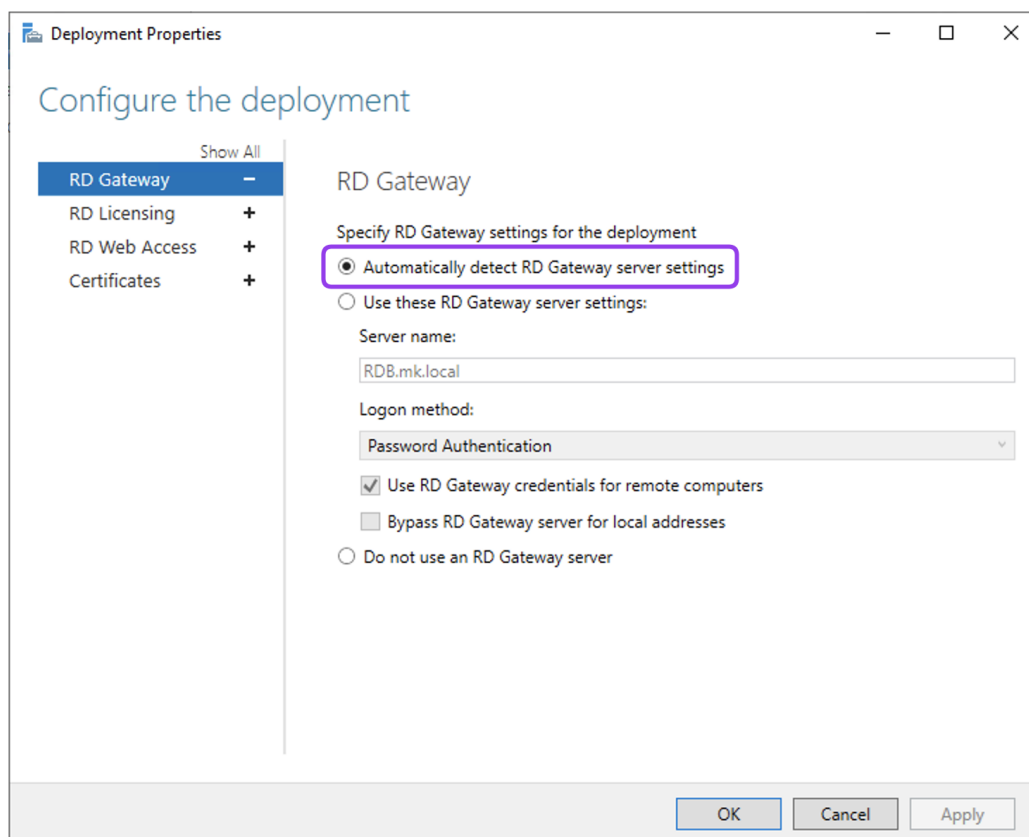 Deployment Properties
Configure the deployment
Show All
RD Gateway
RD Licensing
RD Web Access
Certificates
RD Gateway
Specify RD Gateway settings for the deployment
Automatically detect RD Gateway server settings
Use these RD Gateway server settings:
Server name:
RDB.mk.local
Logon method:
Password Authentication
Use RD Gateway credentials for remote computers
Bypass RD Gateway server for local addresses
Do not use an RD Gateway server
OK Cancel Apply